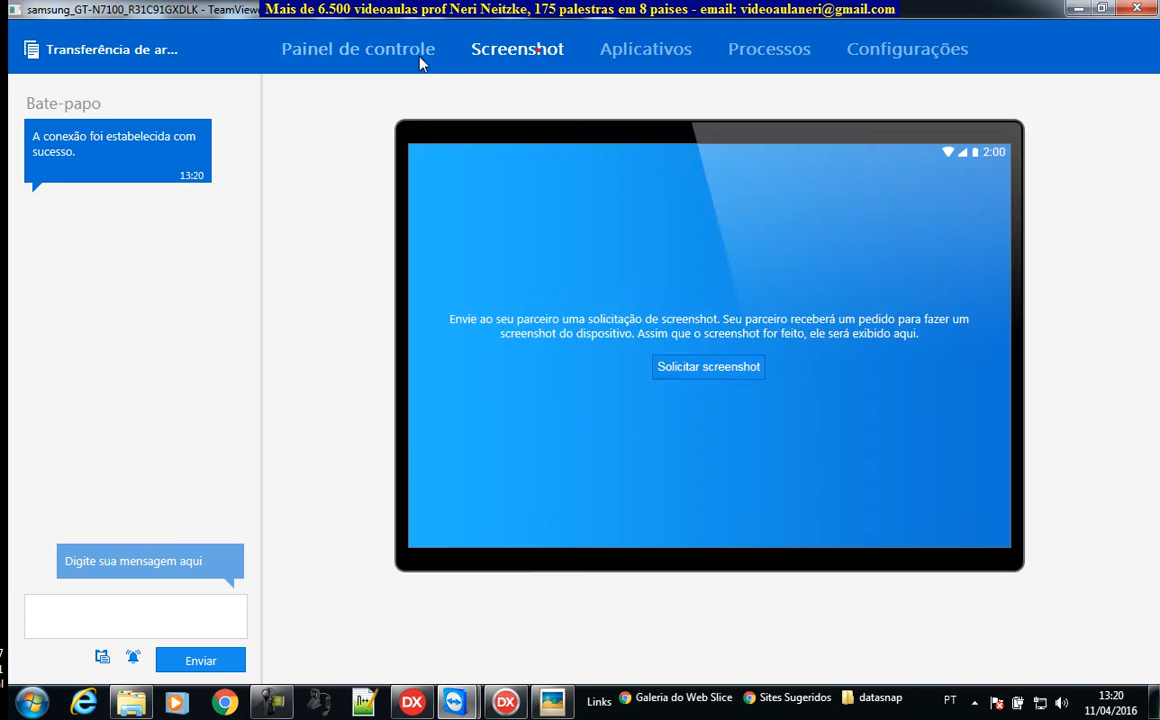 samsung_GT-N7100_R31C91GXDLK - TeamView
Mais de 6.500 videoaulas prof Neri Neitzke, 175 palestras em 8 paises - email: videoaulaneri@gmail.com
Transferência de ar...
Painel de controle
Screenshot
Aplicativos
Processos
Configurações
Bate-papo
A conexão foi estabelecida com
sucesso.
13:20
2:00
Envie ao seu parceiro uma solicitação de screenshot. Seu parceiro receberá um pedido para fazer um
screenshot do dispositivo. Assim que o screenshot for feito, ele será exibido aqui.
Solicitar screenshot
Digite sua mensagem aqui
Enviar
7
1
DX
DX
Links
Galeria do Web Slice
Sites Sugeridos
datasnap
PT
13:20
11/04/2016